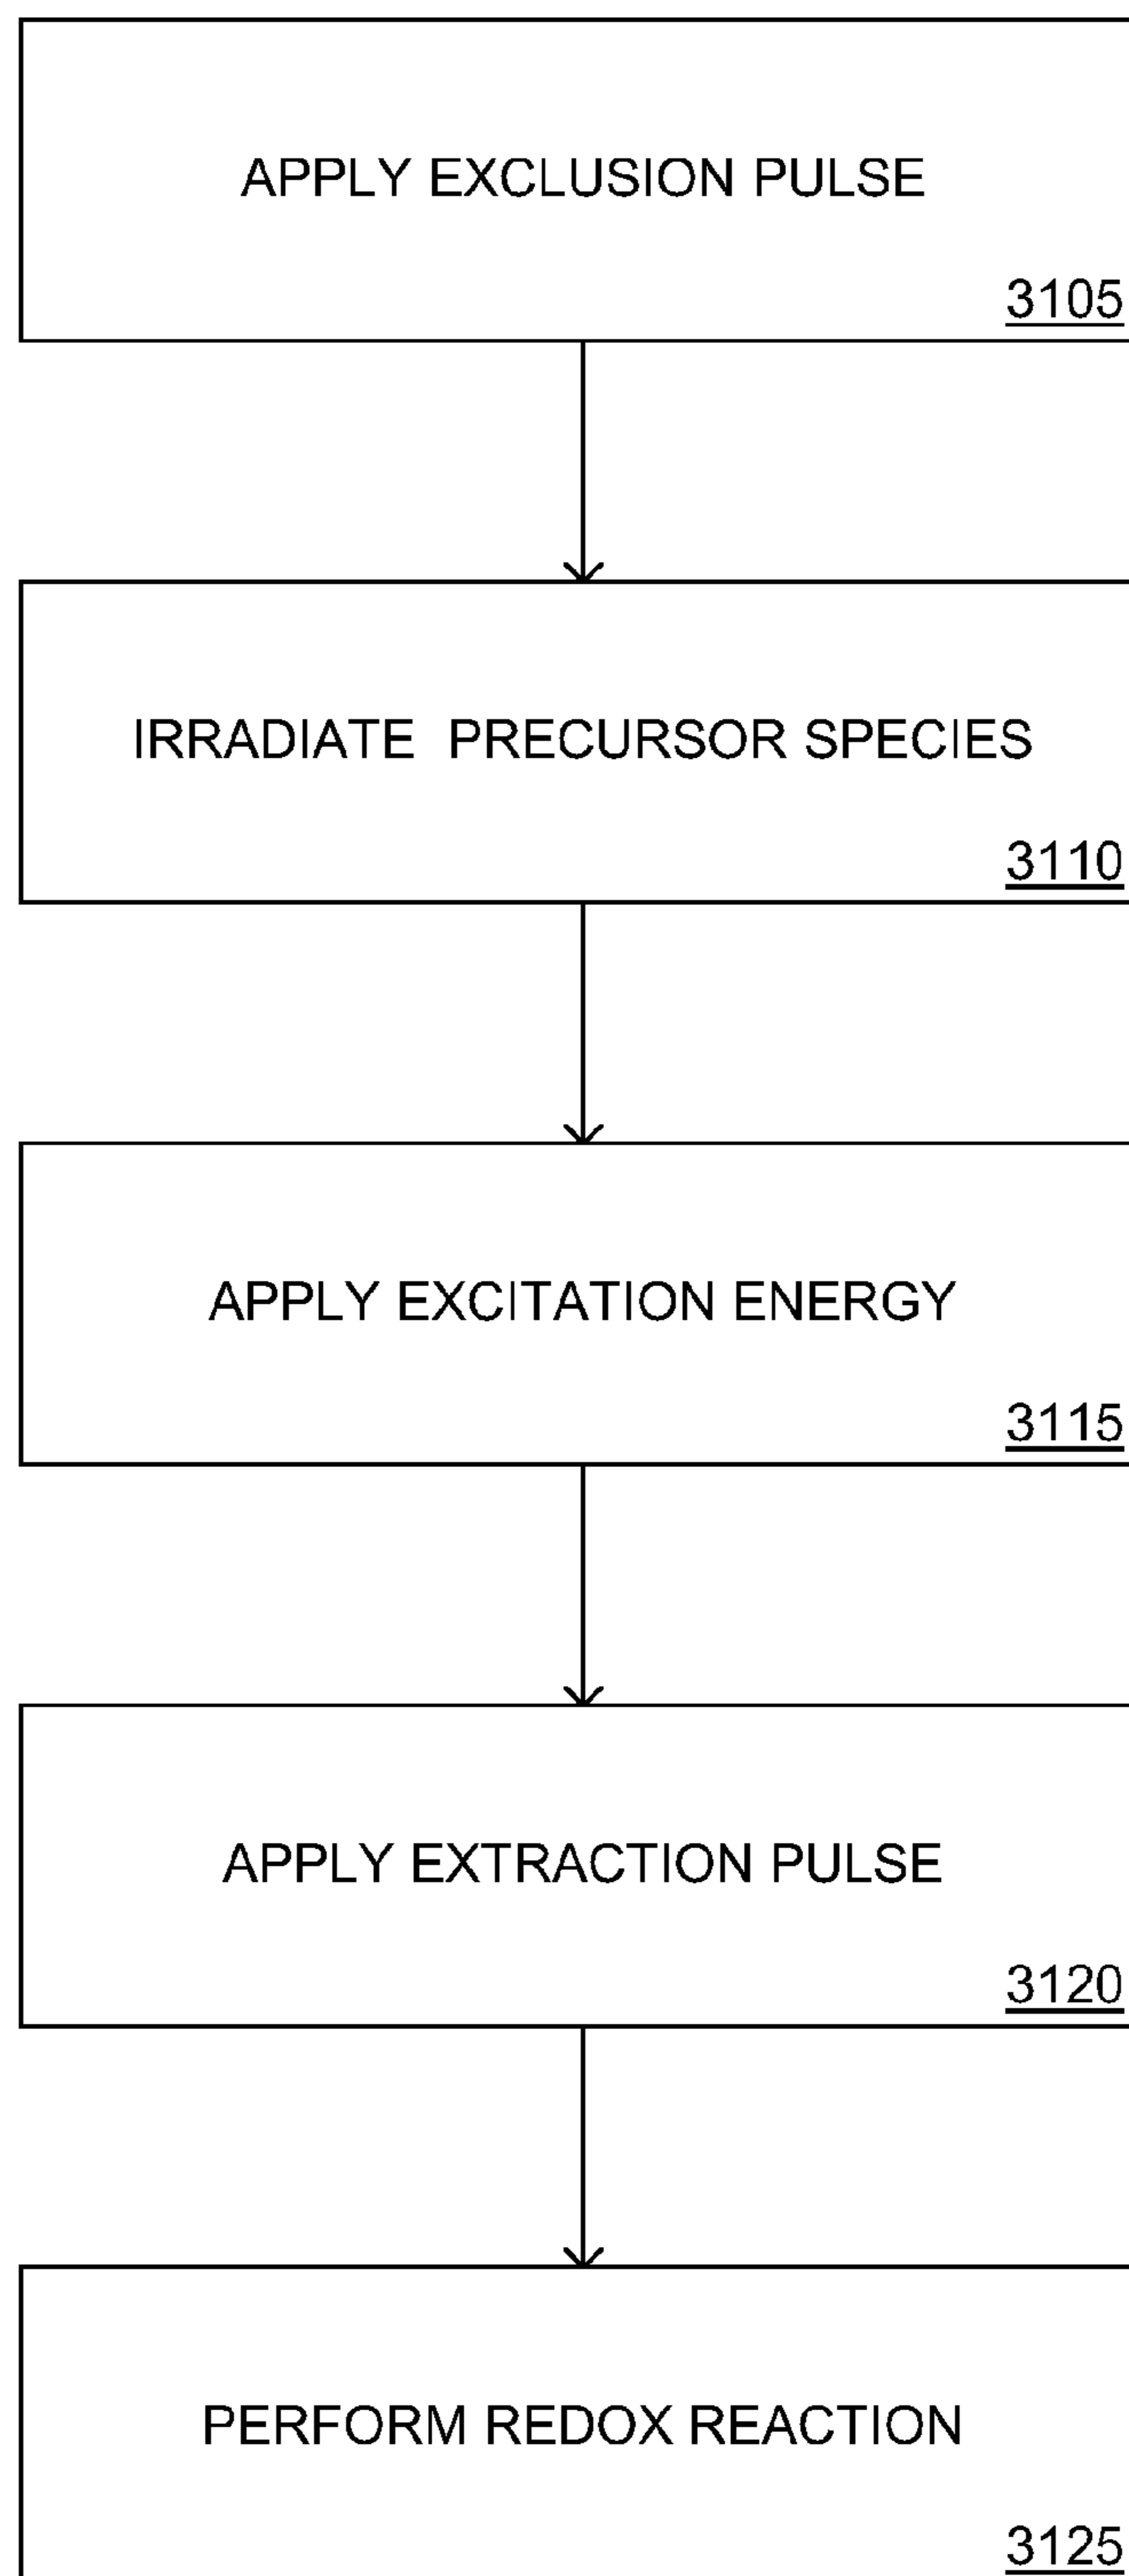 APPLY EXCLUSION PULSE
3105
IRRADIATE PRECURSOR SPECIES
3110
APPLY EXCITATION ENERGY
3115
APPLY EXTRACTION PULSE
3120
PERFORM REDOX REACTION
3125